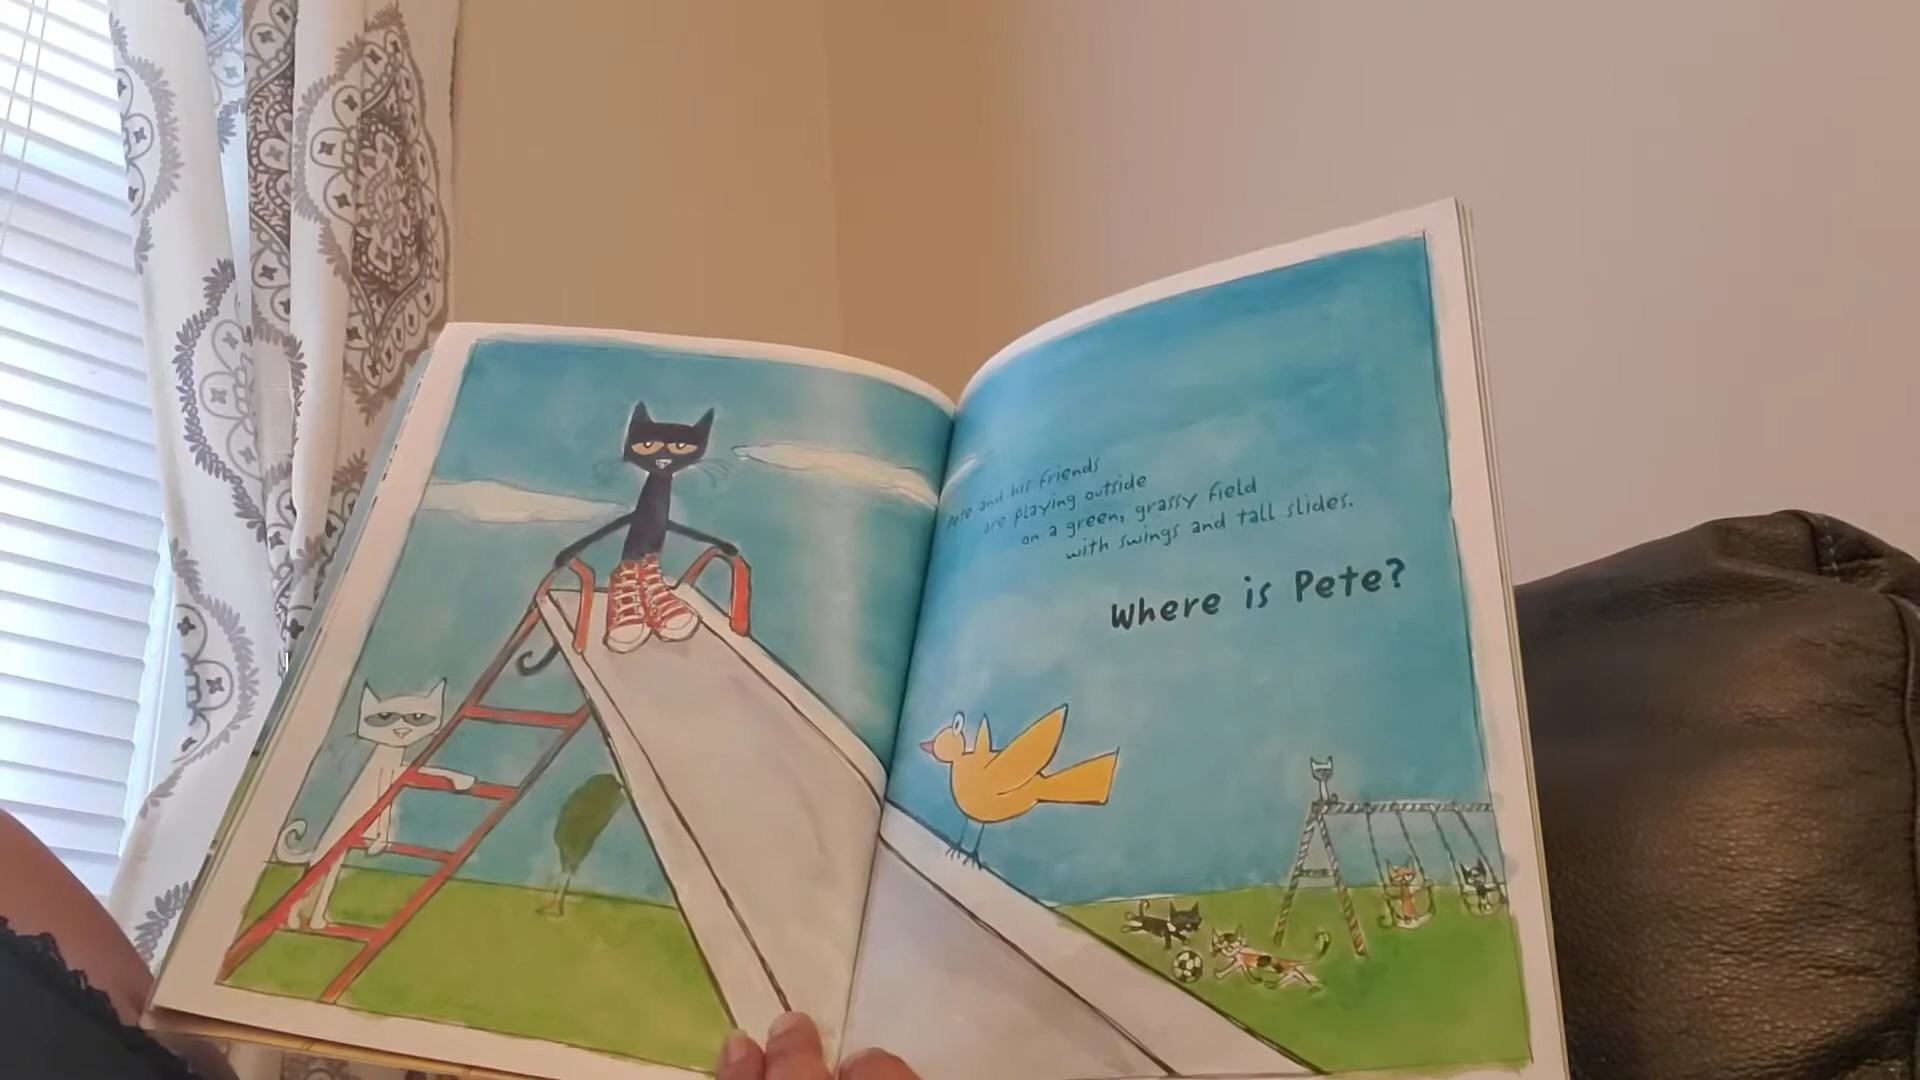 Pete and his friends
are playing outside
on a green, grassy field
with swings and tall slides.
Where is Pete?